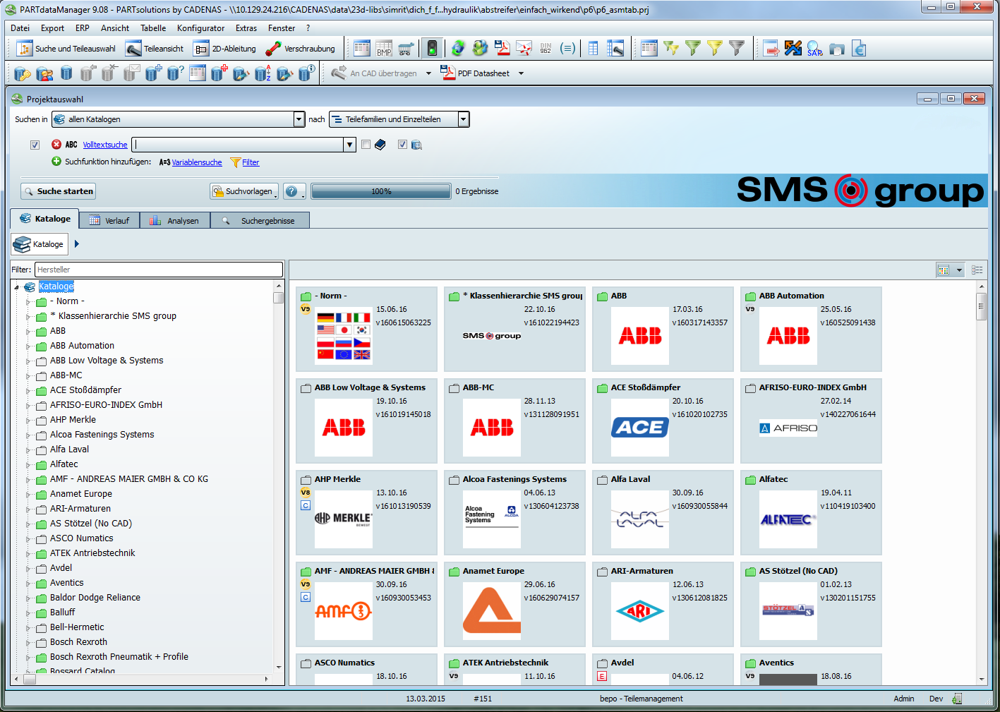 PARTdataManager 9.08 - PARTsolutions by CADENAS - \\10.129.24.216\CADENAS\data\23d-libs\simrit\dich_f_f...hydraulik\abstreifer\einfach_wirkend\p6\p6_asmtab.prj
Datei Export ERP Ansicht Tabelle Konfigurator Extras Fenster ?
Suche und Teileauswahl Teileansicht 2D-Ableitung Verschraubung BMP DIN 962 (=) SAP
An CAD übertragen PDF Datasheet
Projektauswahl
Suchen in allen Katalogen nach Teilefamilien und Einzelteilen
ABC Volltextsuche
Suchfunktion hinzufügen: A=3 Variablensuche Filter
Suche starten Suchvorlagen ? 100% 0 Ergebnisse
SMS group
Kataloge Verlauf Analysen Suchergebnisse
Kataloge
Filter: Hersteller
Kataloge
- Norm -
* Klassenhierarchie SMS group
ABB
ABB Automation
ABB Low Voltage & Systems
ABB-MC
ACE Stoßdämpfer
AFRISO-EURO-INDEX GmbH
AHP Merkle
Alcoa Fastenings Systems
Alfa Laval
Alfatec
AMF - ANDREAS MAIER GMBH & CO KG
Anamet Europe
ARI-Armaturen
AS Stötzel (No CAD)
ASCO Numatics
ATEK Antriebstechnik
Avdel
Aventics
Baldor Dodge Reliance
Balluff
Bell-Hermetic
Bosch Rexroth
Bosch Rexroth Pneumatik + Profile
Bossard Catalog
- Norm -
V9
15.06.16
v160615063225
* Klassenhierarchie SMS group
22.10.16
v161022194423
SMS group
ABB
17.03.16
v160317143357
ABB
ABB Automation
V9
25.05.16
v160525091438
ABB
ABB Low Voltage & Systems
19.10.16
v161019145018
ABB
ABB-MC
28.11.13
v131128091951
ABB
ACE Stoßdämpfer
20.10.16
v161020102735
ACE
AFRISO-EURO-INDEX GmbH
27.02.14
v140227061644
AFRISO
AHP Merkle
V8
C
13.10.16
v161013190539
AHP MERKLE
Alcoa Fastenings Systems
04.06.13
v130604123738
Alcoa
Fastening
Systems
ALCOA
Alfa Laval
30.09.16
v160930055844
ALFA
LAVAL
Alfatec
19.04.11
v110419103400
ALFATEC
AMF - ANDREAS MAIER GMBH &
V9
C
30.09.16
v160930053453
AMF
Anamet Europe
29.06.16
v160629074157
ARI-Armaturen
12.06.13
v130612081825
ARI
AS Stötzel (No CAD)
01.02.13
v130201151755
STÖTZEL AS
ASCO Numatics
18.10.16
ATEK Antriebstechnik
V9
11.10.16
Avdel
E
04.06.12
Aventics
V9
18.08.16
13.03.2015 #151 bepo - Teilemanagement Admin Dev